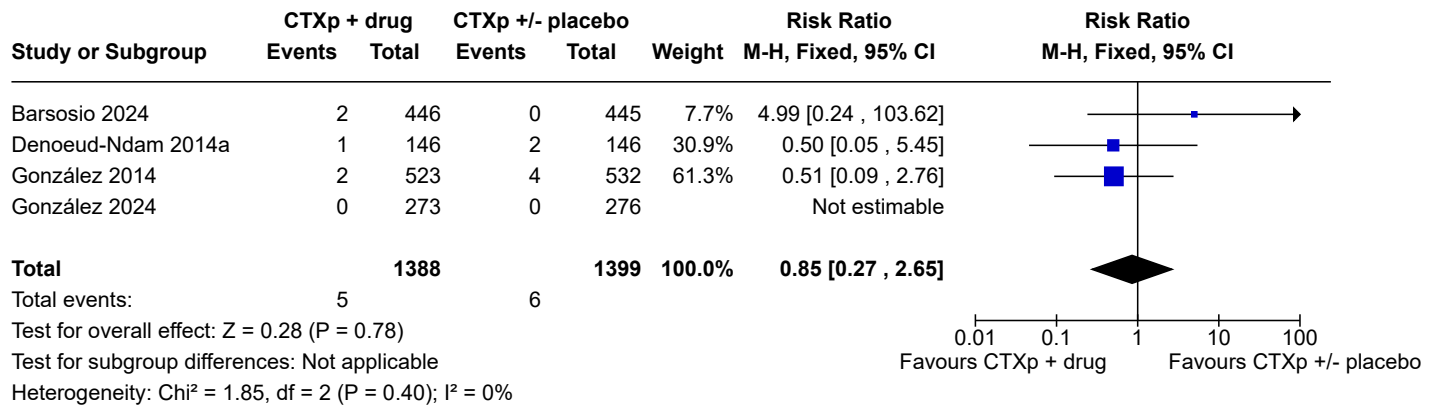 CTXp + drug CTXp +/- placebo Risk Ratio Risk Ratio
Study or Subgroup Events Total Events Total Weight M-H, Fixed, 95% CI M-H, Fixed, 95% CI
Barsosio 2024 2 446 0 445 7.7% 4.99 [0.24 , 103.62]
Denoeud-Ndam 2014a 1 146 2 146 30.9% 0.50 [0.05 , 5.45]
González 2014 2 523 4 532 61.3% 0.51 [0.09 , 2.76]
González 2024 0 273 0 276 Not estimable
Total 1388 1399 100.0% 0.85 [0.27 , 2.65]
Total events: 5 6
Test for overall effect: Z = 0.28 (P = 0.78)
Test for subgroup differences: Not applicable
Heterogeneity: Chi² = 1.85, df = 2 (P = 0.40); I² = 0%
0.01 0.1 1 10 100
Favours CTXp + drug Favours CTXp +/- placebo